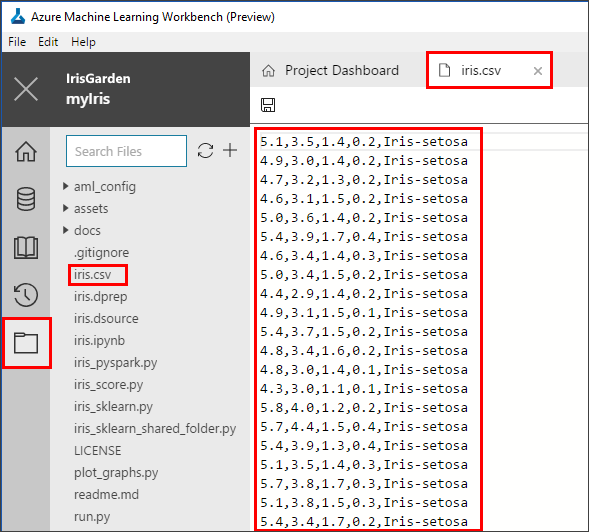 Azure Machine Learning Workbench (Preview)
File Edit Help
IrisGarden
myIris
Project Dashboard
iris.csv
Search Files
aml_config
assets
docs
.gitignore
iris.csv
iris.dprep
iris.dsource
iris.ipynb
iris_pyspark.py
iris_score.py
iris_sklearn.py
iris_sklearn_shared_folder.py
LICENSE
plot_graphs.py
readme.md
run.py
5.1,3.5,1.4,0.2,Iris-setosa
4.9,3.0,1.4,0.2,Iris-setosa
4.7,3.2,1.3,0.2,Iris-setosa
4.6,3.1,1.5,0.2,Iris-setosa
5.0,3.6,1.4,0.2,Iris-setosa
5.4,3.9,1.7,0.4,Iris-setosa
4.6,3.4,1.4,0.3,Iris-setosa
5.0,3.4,1.5,0.2,Iris-setosa
4.4,2.9,1.4,0.2,Iris-setosa
4.9,3.1,1.5,0.1,Iris-setosa
5.4,3.7,1.5,0.2,Iris-setosa
4.8,3.4,1.6,0.2,Iris-setosa
4.8,3.0,1.4,0.1,Iris-setosa
4.3,3.0,1.1,0.1,Iris-setosa
5.8,4.0,1.2,0.2,Iris-setosa
5.7,4.4,1.5,0.4,Iris-setosa
5.4,3.9,1.3,0.4,Iris-setosa
5.1,3.5,1.4,0.3,Iris-setosa
5.7,3.8,1.7,0.3,Iris-setosa
5.1,3.8,1.5,0.3,Iris-setosa
5.4,3.4,1.7,0.2,Iris-setosa